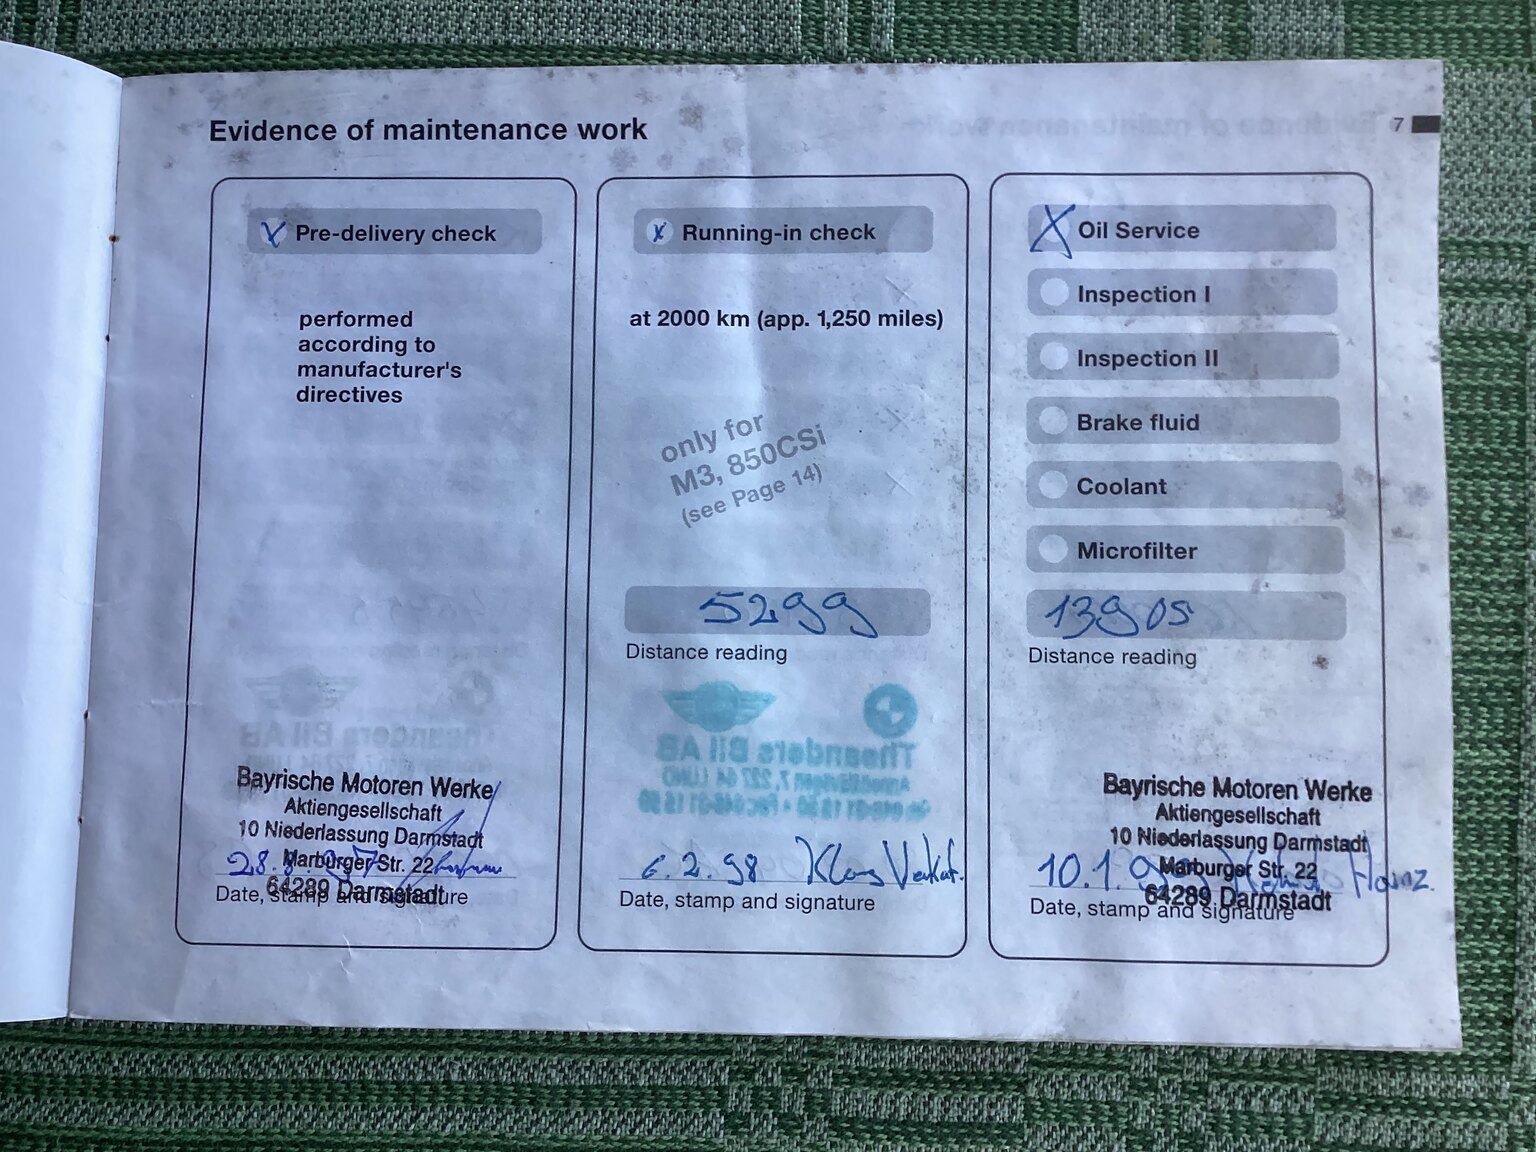 Evidence of maintenance work
7
Pre-delivery check
performed
according to
manufacturer's
directives
Bayrische Motoren Werke
Aktiengesellschaft
10 Niederlassung Darmstadt
Marburger Str. 22
64289 Darmstadt
Date, stamp and signature
Running-in check
at 2000 km (app. 1,250 miles)
only for
M3, 850CSi
(see Page 14)
5299
Distance reading
Theanders Bil AB
6.2.98 Klaus
Date, stamp and signature
Oil Service
Inspection I
Inspection II
Brake fluid
Coolant
Microfilter
13905
Distance reading
Bayrische Motoren Werke
Aktiengesellschaft
10 Niederlassung Darmstadt
Marburger Str. 22
10.1.
64289 Darmstadt
Date, stamp and signature